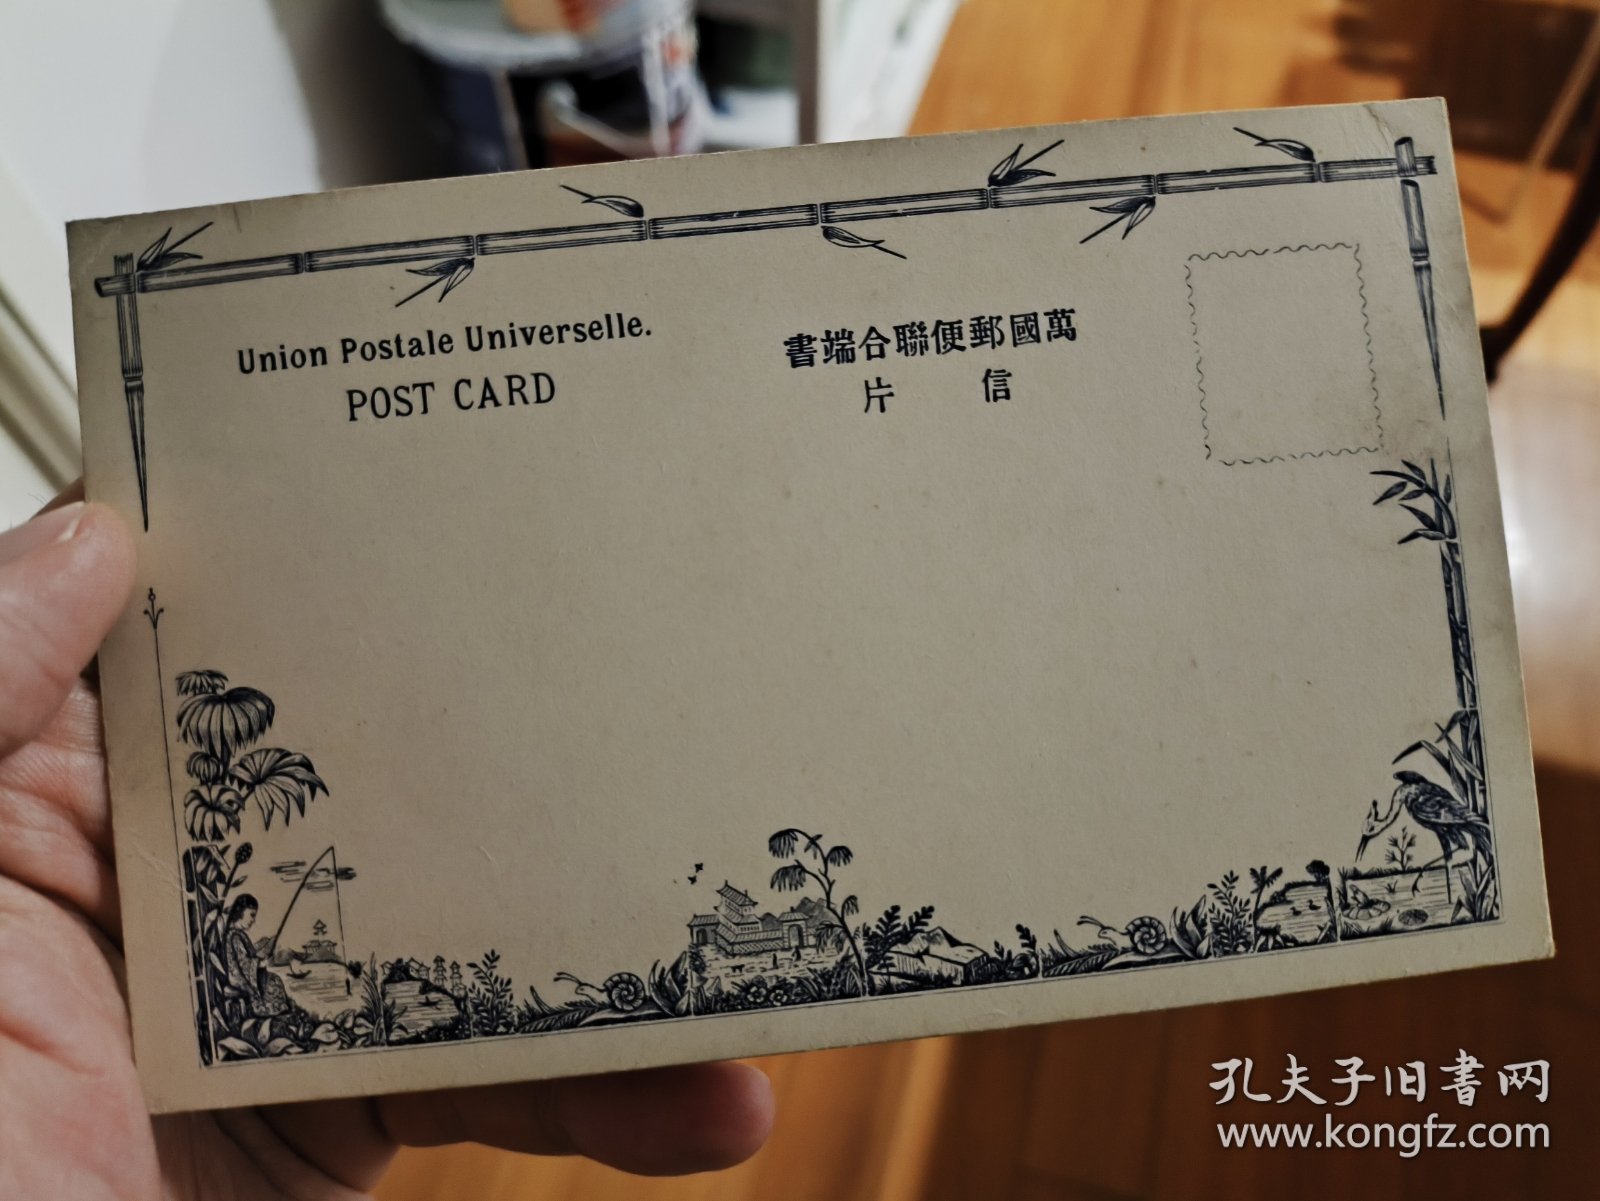 Union Postale Universelle.
POST CARD
書端合聯便郵國萬
片 信
孔夫子旧書网
www.kongfz.com